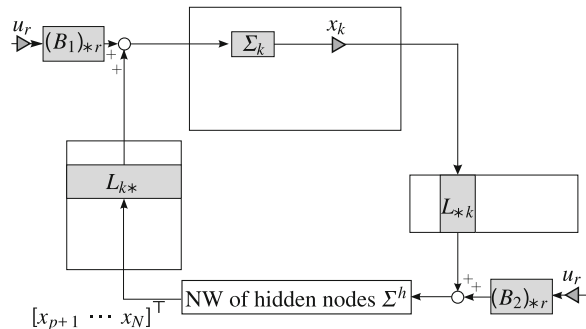 u_r
(B_1)_{*r}
+
+
Σ_k
x_k
L_{k*}
L_{*k}
+
+
u_r
(B_2)_{*r}
NW of hidden nodes Σ^h
[x_{p+1} ··· x_N]^⊤